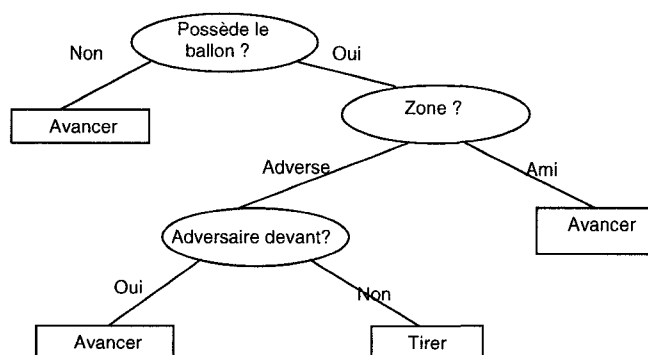 Possède le
ballon ?
Non
Oui
Avancer
Zone ?
Adverse
Ami
Avancer
Adversaire devant?
Oui
Non
Avancer
Tirer